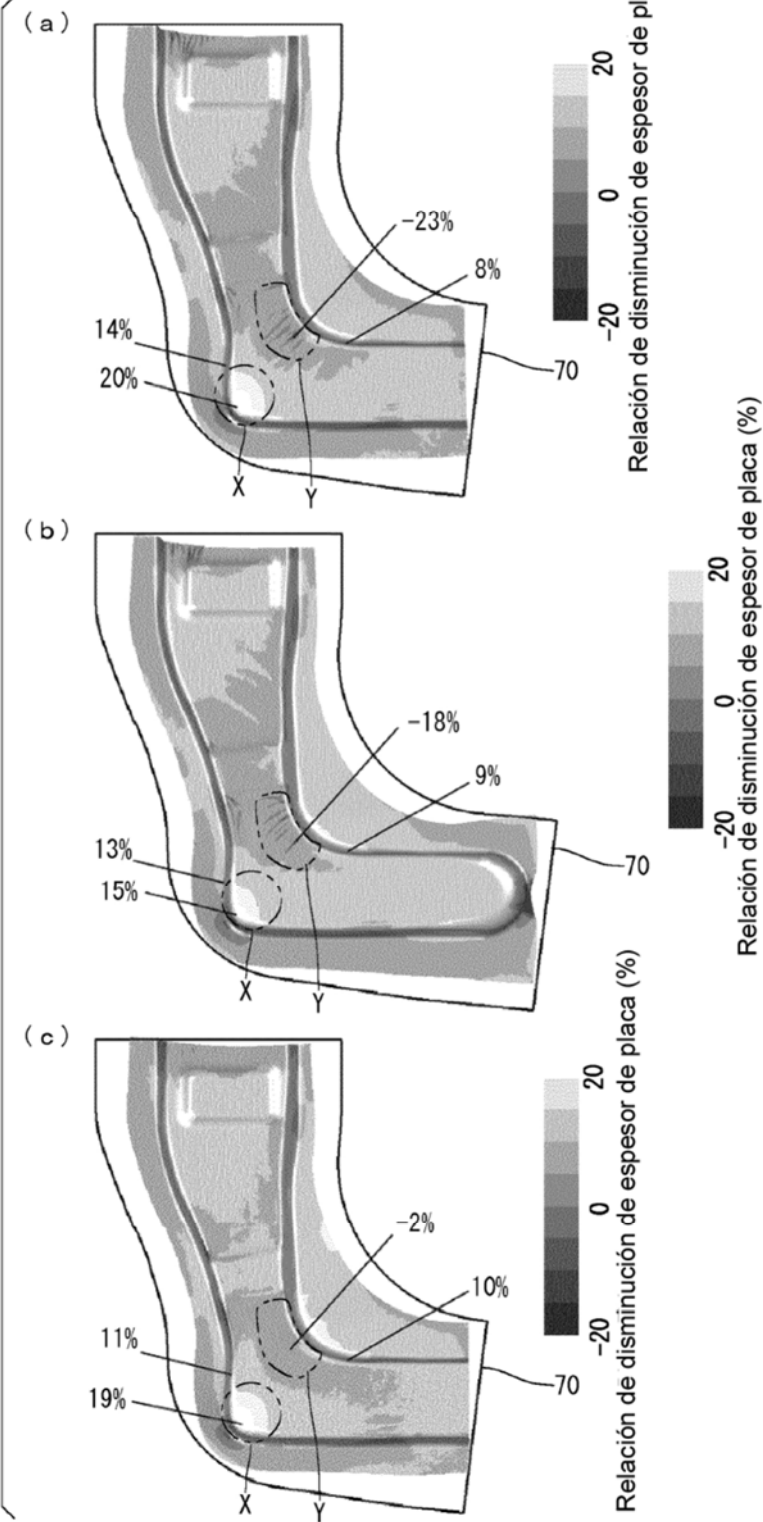 (a)
-23%
8%
14%
20%
X
Y
70
-20
0
20
Relación de disminución de espesor de pl
(b)
-18%
9%
13%
15%
X
Y
70
-20
0
20
Relación de disminución de espesor de placa (%)
(c)
-2%
10%
11%
19%
X
Y
70
-20
0
20
Relación de disminución de espesor de placa (%)